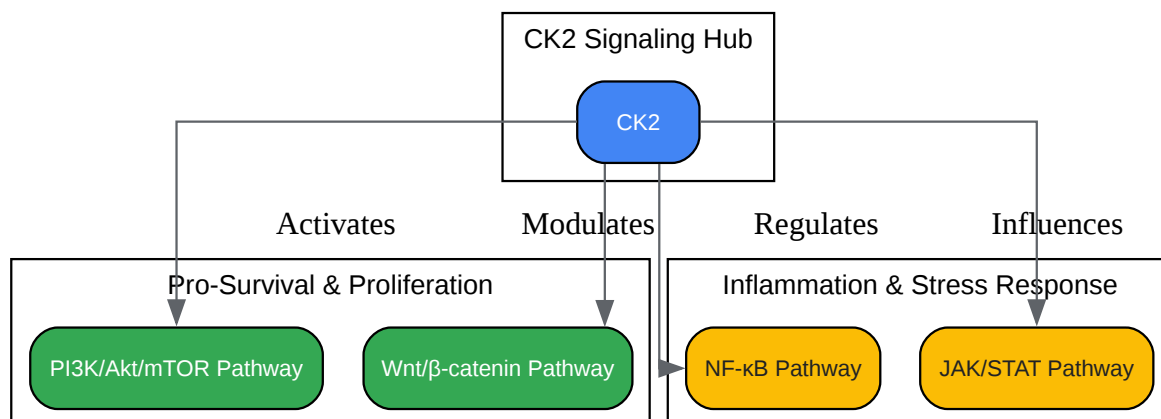 CK2 Signaling Hub
CK2
Activates
Modulates
Regulates
Influences
Pro-Survival & Proliferation
Inflammation & Stress Response
PI3K/Akt/mTOR Pathway
Wnt/β-catenin Pathway
NF-κB Pathway
JAK/STAT Pathway